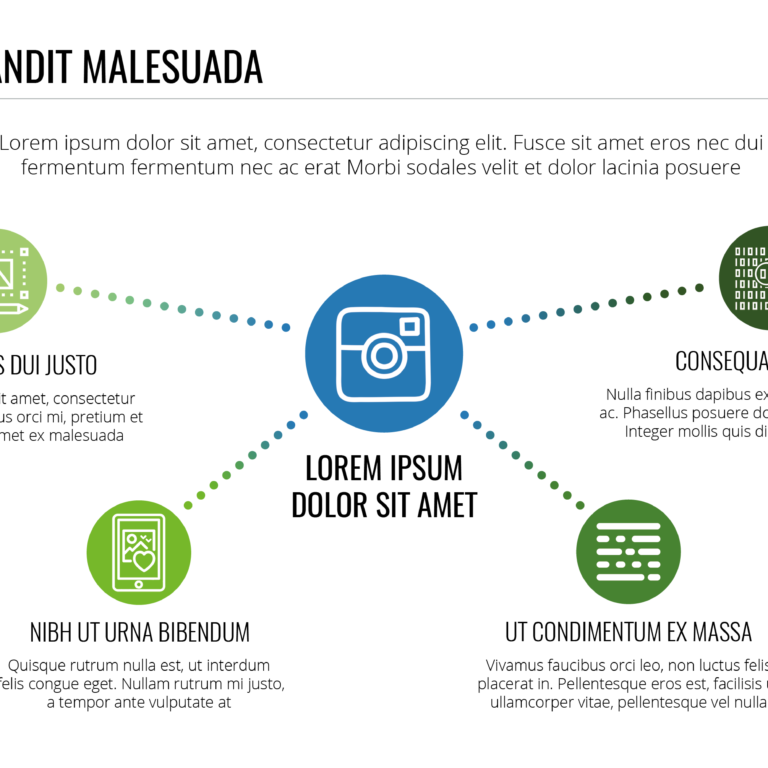 ANDIT MALESUADA
Lorem ipsum dolor sit amet, consectetur adipiscing elit. Fusce sit amet eros nec dui
fermentum fermentum nec ac erat Morbi sodales velit et dolor lacinia posuere
S DUI JUSTO
it amet, consectetur
us orci mi, pretium et
met ex malesuada
LOREM IPSUM
DOLOR SIT AMET
CONSEQUA
Nulla finibus dapibus ex
ac. Phasellus posuere do
Integer mollis quis di
NIBH UT URNA BIBENDUM
Quisque rutrum nulla est, ut interdum
felis congue eget. Nullam rutrum mi justo,
a tempor ante vulputate at
UT CONDIMENTUM EX MASSA
Vivamus faucibus orci leo, non luctus felis
placerat in. Pellentesque eros est, facilisis u
ullamcorper vitae, pellentesque vel nulla